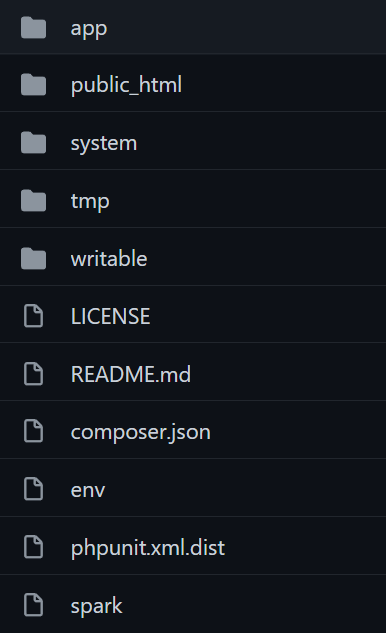 app
public_html
system
tmp
writable
LICENSE
README.md
composer.json
env
phpunit.xml.dist
spark